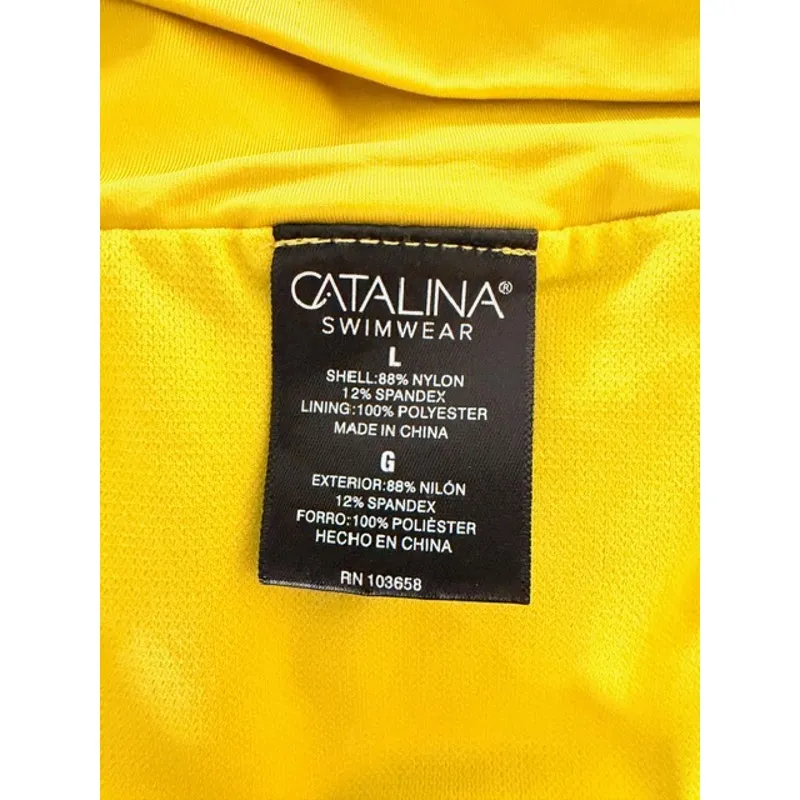 CATALINA®
SWIMWEAR
L
SHELL:88% NYLON
12% SPANDEX
LINING:100% POLYESTER
MADE IN CHINA
G
EXTERIOR:88% NILÓN
12% SPANDEX
FORRO:100% POLIÉSTER
HECHO EN CHINA
RN 103658